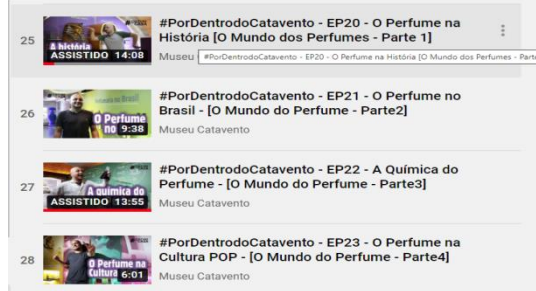 25
A história
ASSISTIDO 14:08
#PorDentrodoCatavento - EP20 - O Perfume na
História [O Mundo dos Perfumes - Parte 1]
Museu
#PorDentrodoCatavento - EP20 - O Perfume na História [O Mundo dos Perfumes - Parte
26
O Perfume
no 9:38
#PorDentrodoCatavento - EP21 - O Perfume no
Brasil - [O Mundo do Perfume - Parte2]
Museu Catavento
27
A química do
ASSISTIDO 13:55
#PorDentrodoCatavento - EP22 - A Química do
Perfume - [O Mundo do Perfume - Parte3]
Museu Catavento
28
O Perfume na
Cultura 6:01
#PorDentrodoCatavento - EP23 - O Perfume na
Cultura POP - [O Mundo do Perfume - Parte4]
Museu Catavento